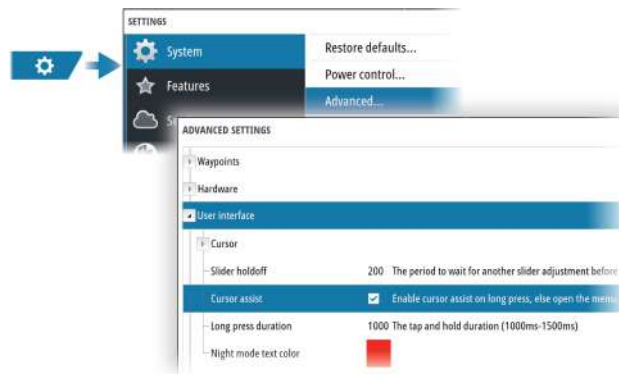 SETTINGS
System
Restore defaults...
Features
Power control...
Advanced...
ADVANCED SETTINGS
Waypoints
Hardware
User interface
Cursor
Slider holdoff 200 The period to wait for another slider adjustment before
Cursor assist Enable cursor assist on long press, else open the menu
Long press duration 1000 The tap and hold duration (1000ms-1500ms)
Night mode text color